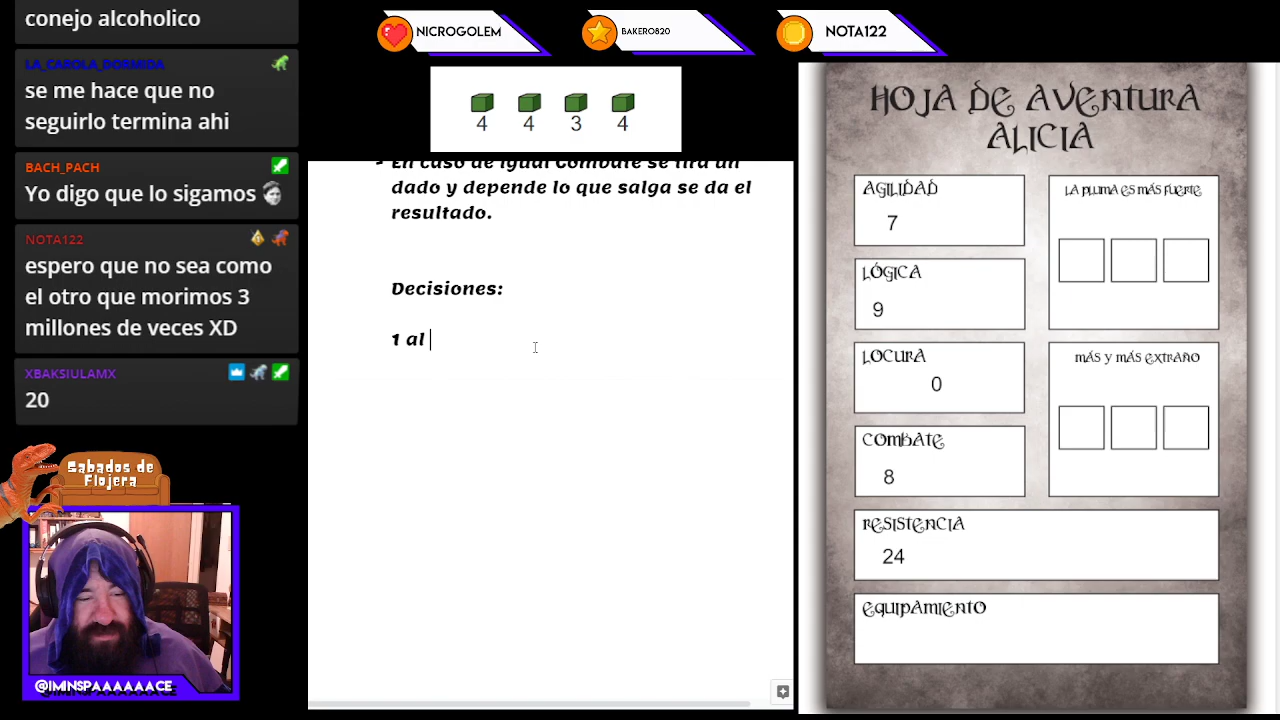 conejo alcoholico
LA_CABOLA_DORMIDA
se me hace que no
seguirlo termina ahi
BACH_PACH
Yo digo que lo sigamos
NOTA122
espero que no sea como
el otro que morimos 3
millones de veces XD
XBAKSIULAMX
20
Sabados de
Flojera
@IMINSPAAAAAACE
NICROGOLEM
BAKERO820
NOTA122
4 4 3 4
- En caso de igual Combate se tira un
dado y depende lo que salga se da el
resultado.
Decisiones:
1 al
HOJA DE AVENTURA
ALICIA
AGILIDAD
7
LÓGICA
9
LOCURA
0
COMBATE
8
RESISTENCIA
24
EQUIPAMIENTO
LA PLUMA ES MÁS FUERTE
MÁS Y MÁS EXTRAÑO